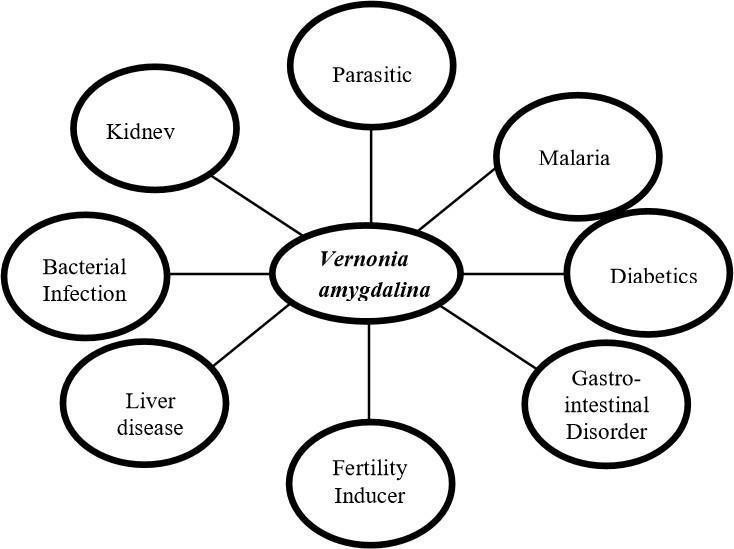 Parasitic
Kidnev
Malaria
Vernonia
amygdalina
Bacterial
Infection
Diabetics
Liver
disease
Gastro-
intestinal
Disorder
Fertility
Inducer